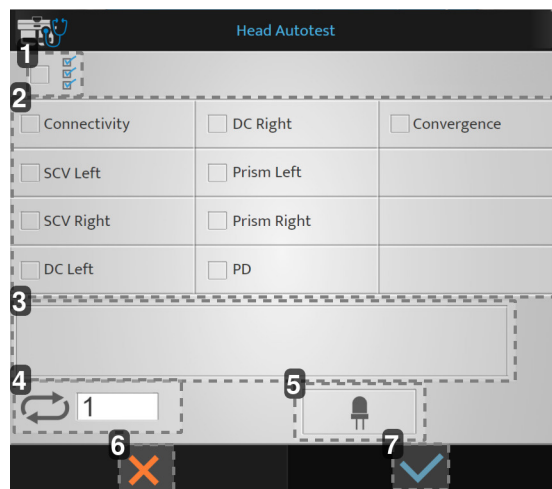 Head Autotest
1
2
Connectivity DC Right Convergence
SCV Left Prism Left
SCV Right Prism Right
DC Left PD
3
4
1
5
6
7